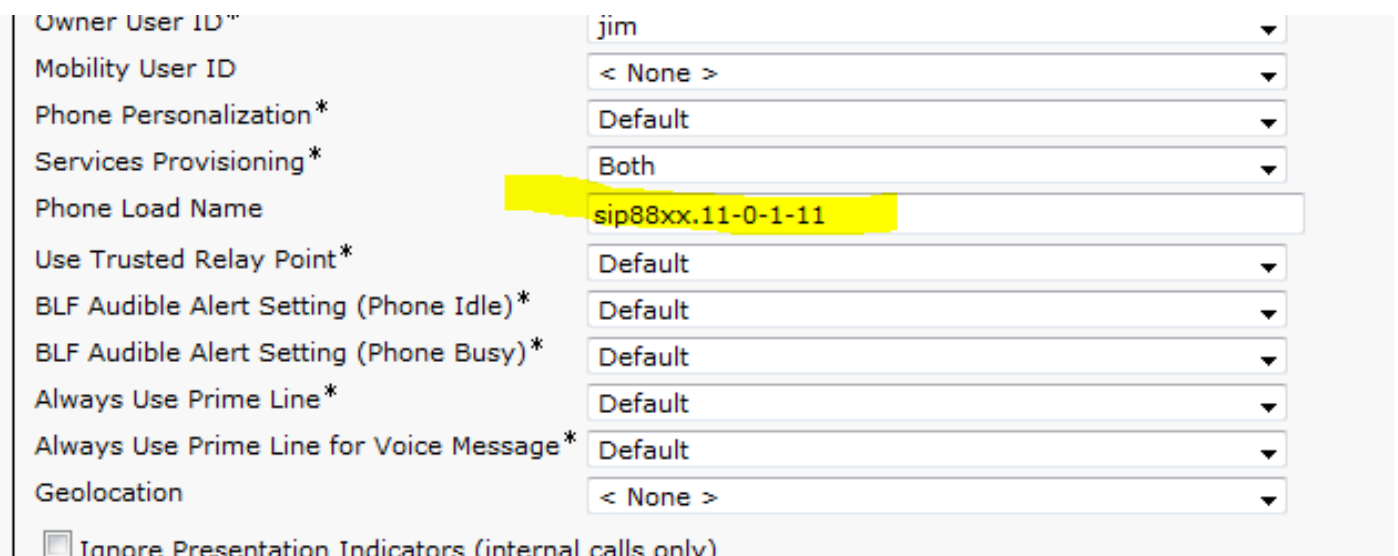 Owner User ID* jim
Mobility User ID < None >
Phone Personalization* Default
Services Provisioning* Both
Phone Load Name sip88xx.11-0-1-11
Use Trusted Relay Point* Default
BLF Audible Alert Setting (Phone Idle)* Default
BLF Audible Alert Setting (Phone Busy)* Default
Always Use Prime Line* Default
Always Use Prime Line for Voice Message* Default
Geolocation < None >
Ignore Presentation Indicators (internal calls only)